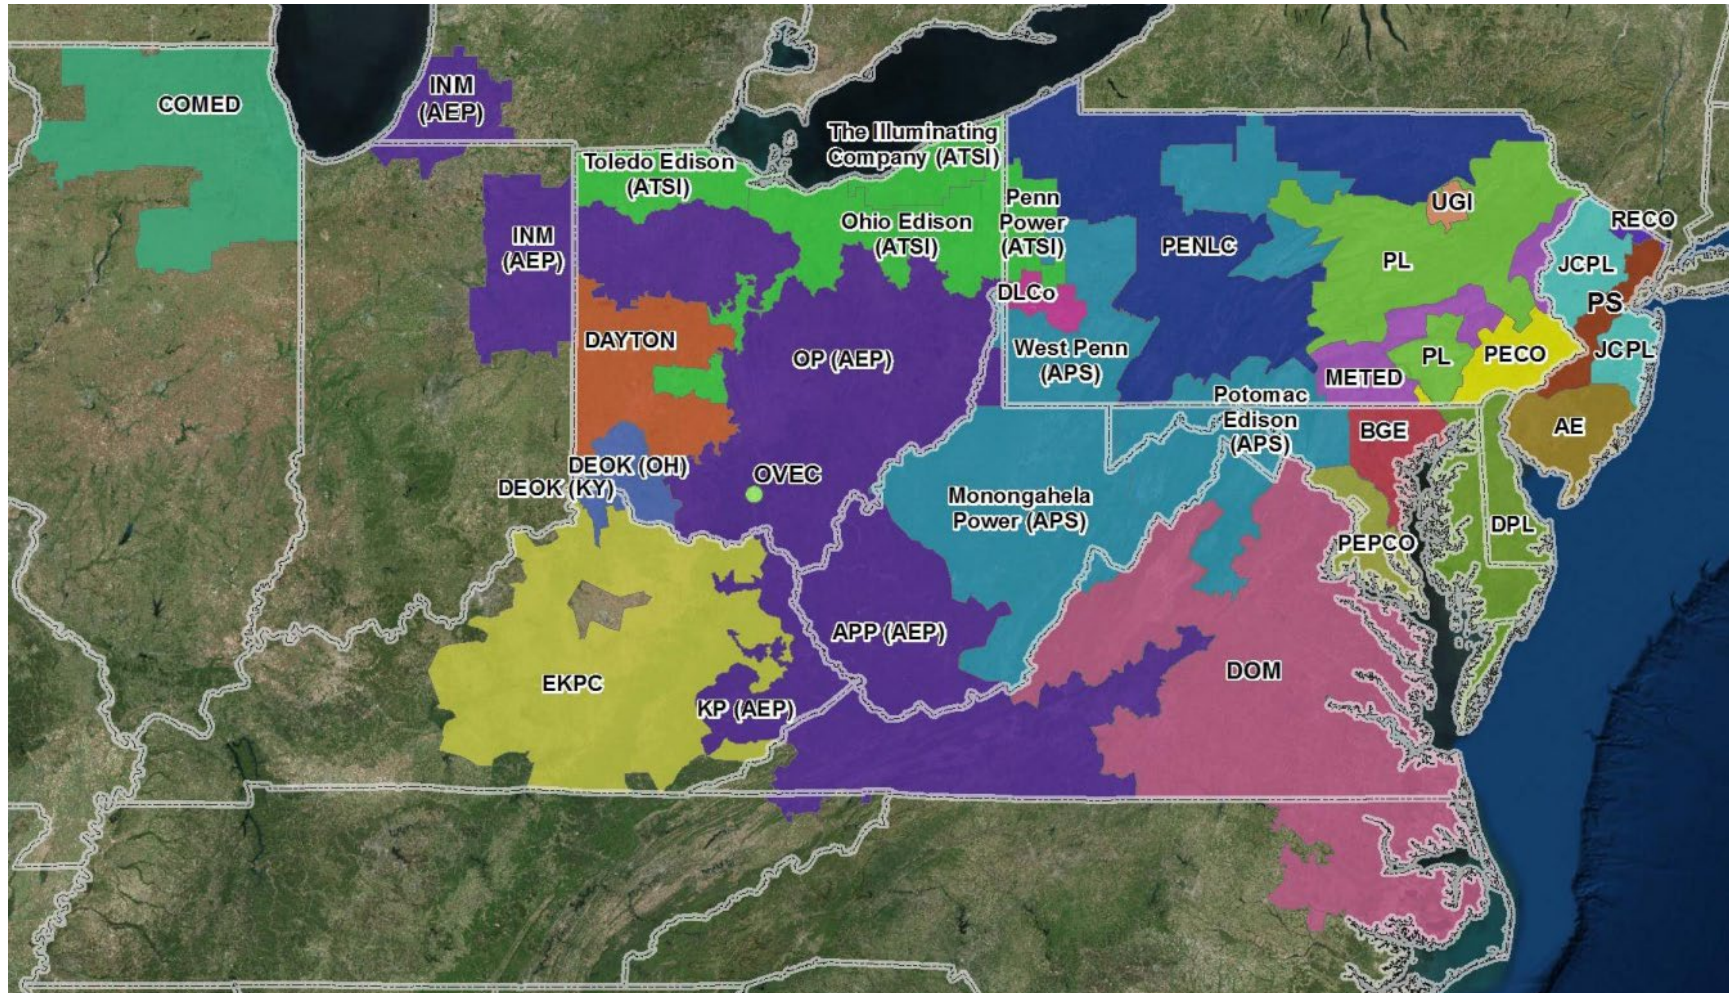 COMED
INM
(AEP)
The Illuminating
Company (ATSI)
Toledo Edison
(ATSI)
Penn
Power
(ATSI)
UGI
RECO
Ohio Edison
(ATSI)
INM
(AEP)
PENLC
PL
JCPL
DLCo
PS
DAYTON
OP (AEP)
West Penn
(APS)
PL
PECO
JCPL
METED
Potomac
Edison
(APS)
BGE
AE
DEOK (OH)
DEOK (KY)
OVEC
Monongahela
Power (APS)
DPL
PEPCO
APP (AEP)
EKPC
DOM
KP (AEP)